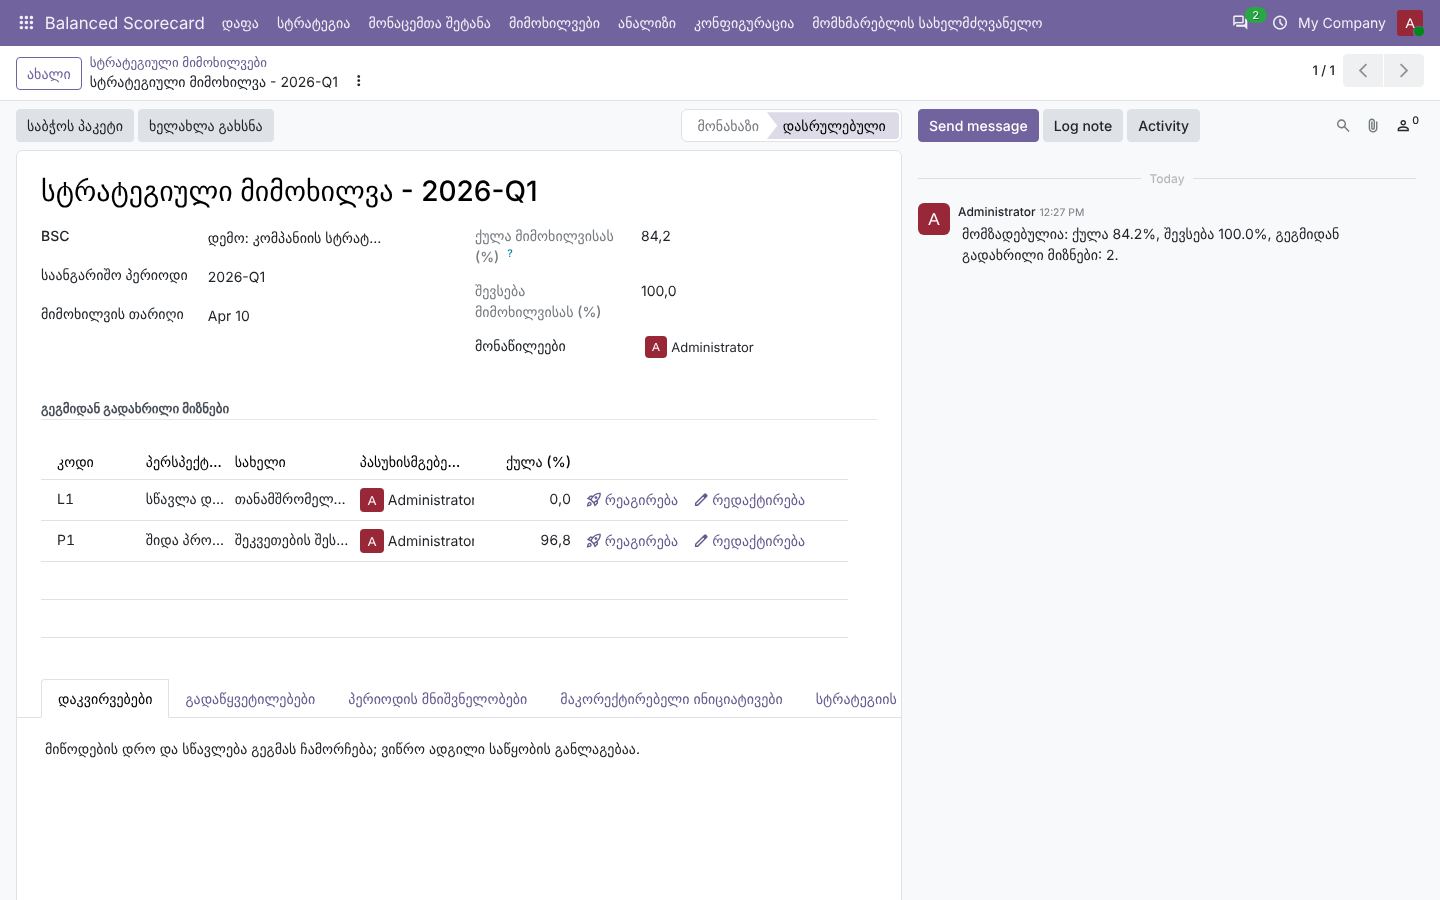 Balanced Scorecard დაფა სტრატეგია მონაცემთა შეტანა მიმოხილვები ანალიზი კონფიგურაცია მომხმარებლის სახელმძღვანელო 2 My Company A
ახალი
სტრატეგიული მიმოხილვები
სტრატეგიული მიმოხილვა - 2026-Q1
1 / 1
საბჭოს პაკეტი ხელახლა გახსნა მონახაზი დასრულებული
Send message Log note Activity 0
სტრატეგიული მიმოხილვა - 2026-Q1
BSC დემო: კომპანიის სტრატ...
საანგარიშო პერიოდი 2026-Q1
მიმოხილვის თარიღი Apr 10
ქულა მიმოხილვისას (%) ? 84,2
შევსება მიმოხილვისას (%) 100,0
მონაწილეები A Administrator
გეგმიდან გადახრილი მიზნები
კოდი პერსპექტ... სახელი პასუხისმგებე... ქულა (%)
L1 სწავლა დ... თანამშრომელ... A Administrator 0,0 რეაგირება რედაქტირება
P1 შიდა პრო... შეკვეთების შეს... A Administrator 96,8 რეაგირება რედაქტირება
დაკვირვებები გადაწყვეტილებები პერიოდის მნიშვნელობები მაკორექტირებელი ინიციატივები სტრატეგიის
მიწოდების დრო და სწავლება გეგმას ჩამორჩება; ვიწრო ადგილი საწყობის განლაგებაა.
Today
A Administrator 12:27 PM
მომზადებულია: ქულა 84.2%, შევსება 100.0%, გეგმიდან
გადახრილი მიზნები: 2.